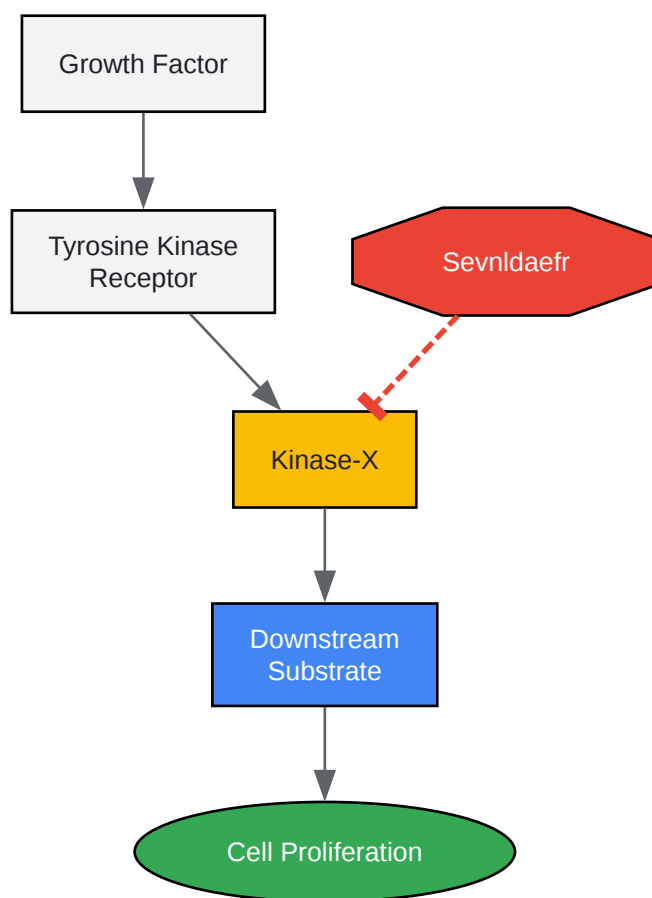 Growth Factor
Tyrosine Kinase
Receptor
Sevnldaefr
Kinase-X
Downstream
Substrate
Cell Proliferation